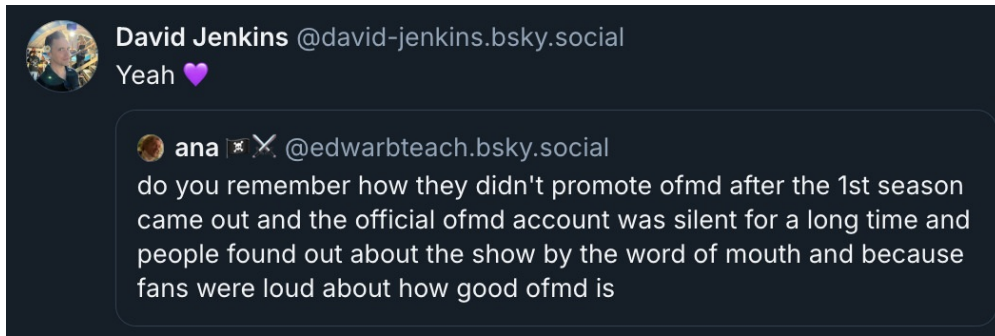 David Jenkins @david-jenkins.bsky.social
Yeah 💜
ana 🏴‍☠️⚔️ @edwarbteach.bsky.social
do you remember how they didn't promote ofmd after the 1st season
came out and the official ofmd account was silent for a long time and
people found out about the show by the word of mouth and because
fans were loud about how good ofmd is